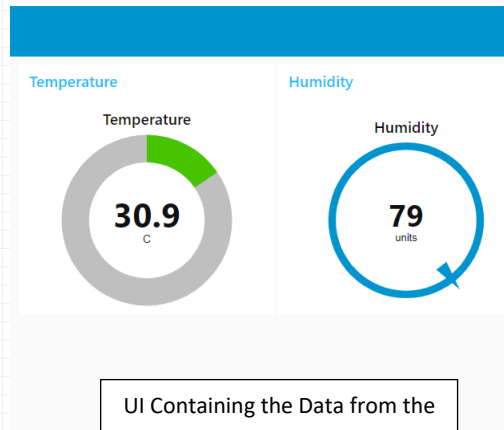 Temperature
Humidity
Temperature
Humidity
30.9
C
79
units
UI Containing the Data from the